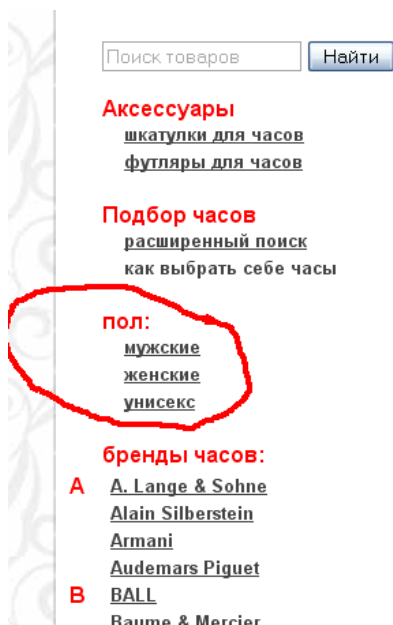 Поиск товаров Найти
Аксессуары
шкатулки для часов
футляры для часов
Подбор часов
расширенный поиск
как выбрать себе часы
пол:
мужские
женские
унисекс
бренды часов:
A A. Lange & Sohne
Alain Silberstein
Armani
Audemars Piguet
B BALL
Baume & Mercier